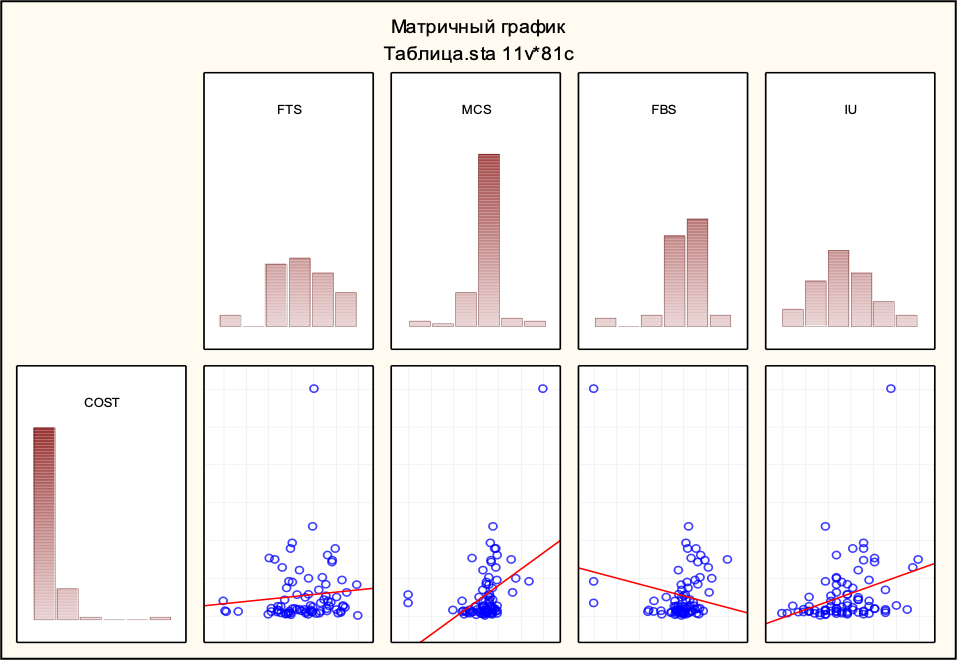 Матричный график
Таблица.sta 11v*81c
FTS
MCS
FBS
IU
COST